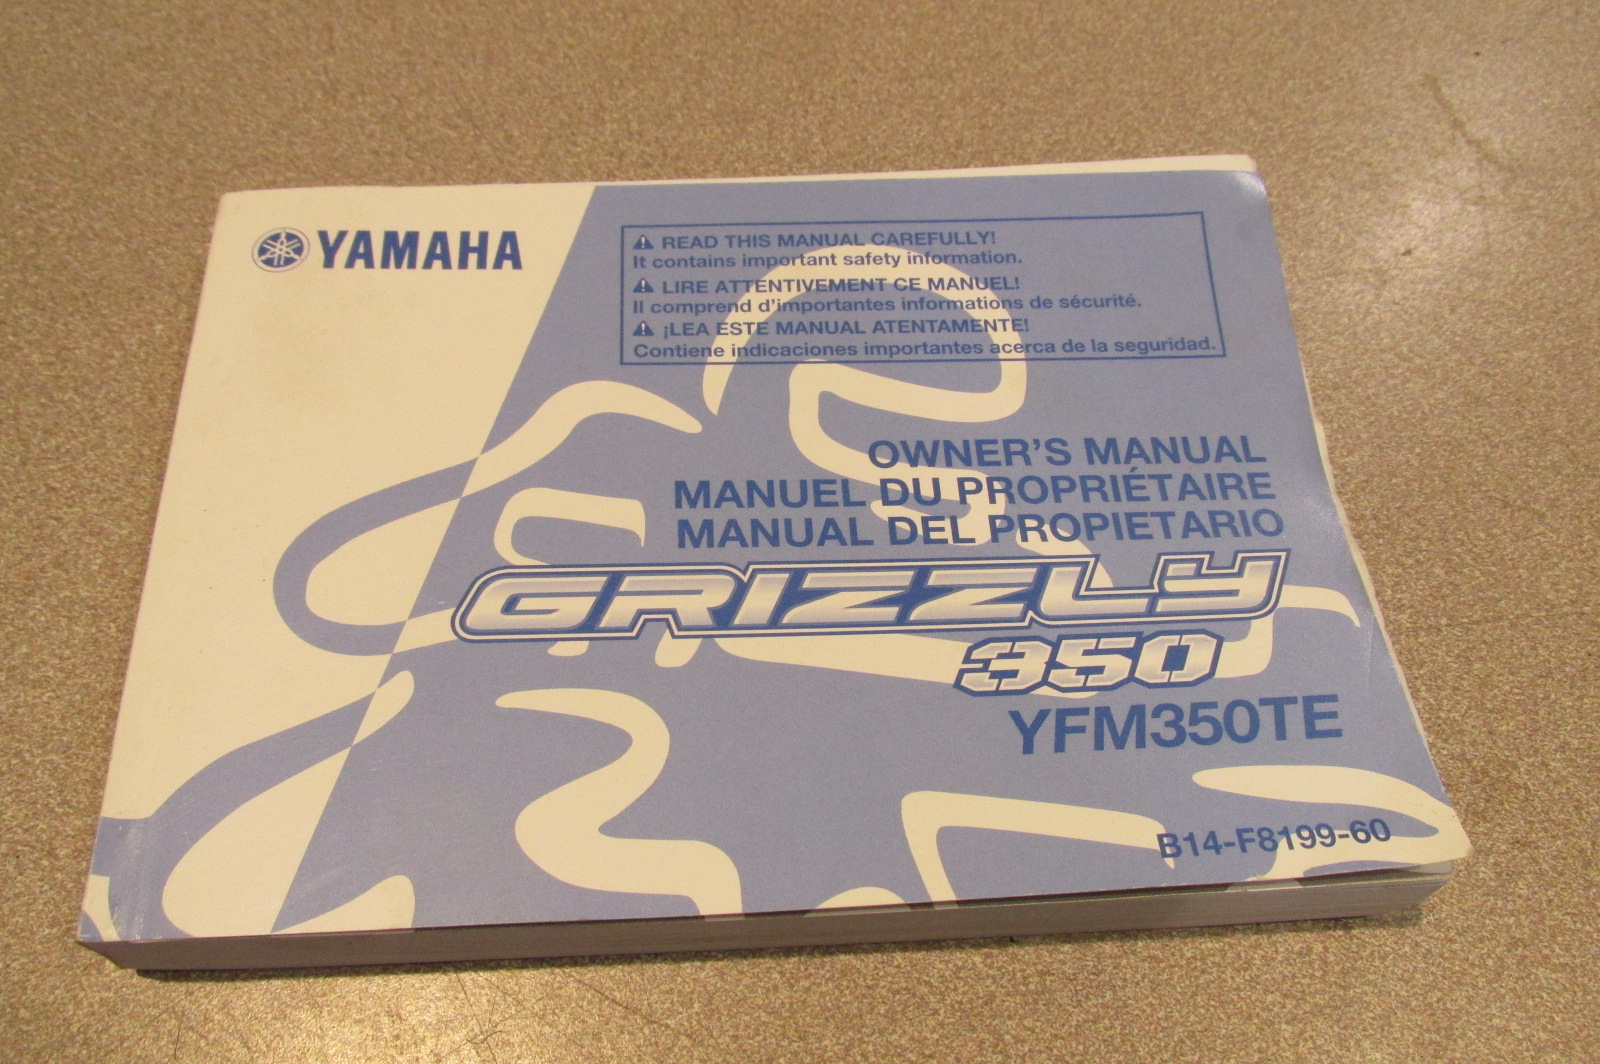 YAMAHA
⚠ READ THIS MANUAL CAREFULLY!
It contains important safety information.
⚠ LIRE ATTENTIVEMENT CE MANUEL!
Il comprend d'importantes informations de sécurité.
⚠ ¡LEA ESTE MANUAL ATENTAMENTE!
Contiene indicaciones importantes acerca de la seguridad.
OWNER'S MANUAL
MANUEL DU PROPRIÉTAIRE
MANUAL DEL PROPIETARIO
GRIZZLY
350
YFM350TE
B14-F8199-60